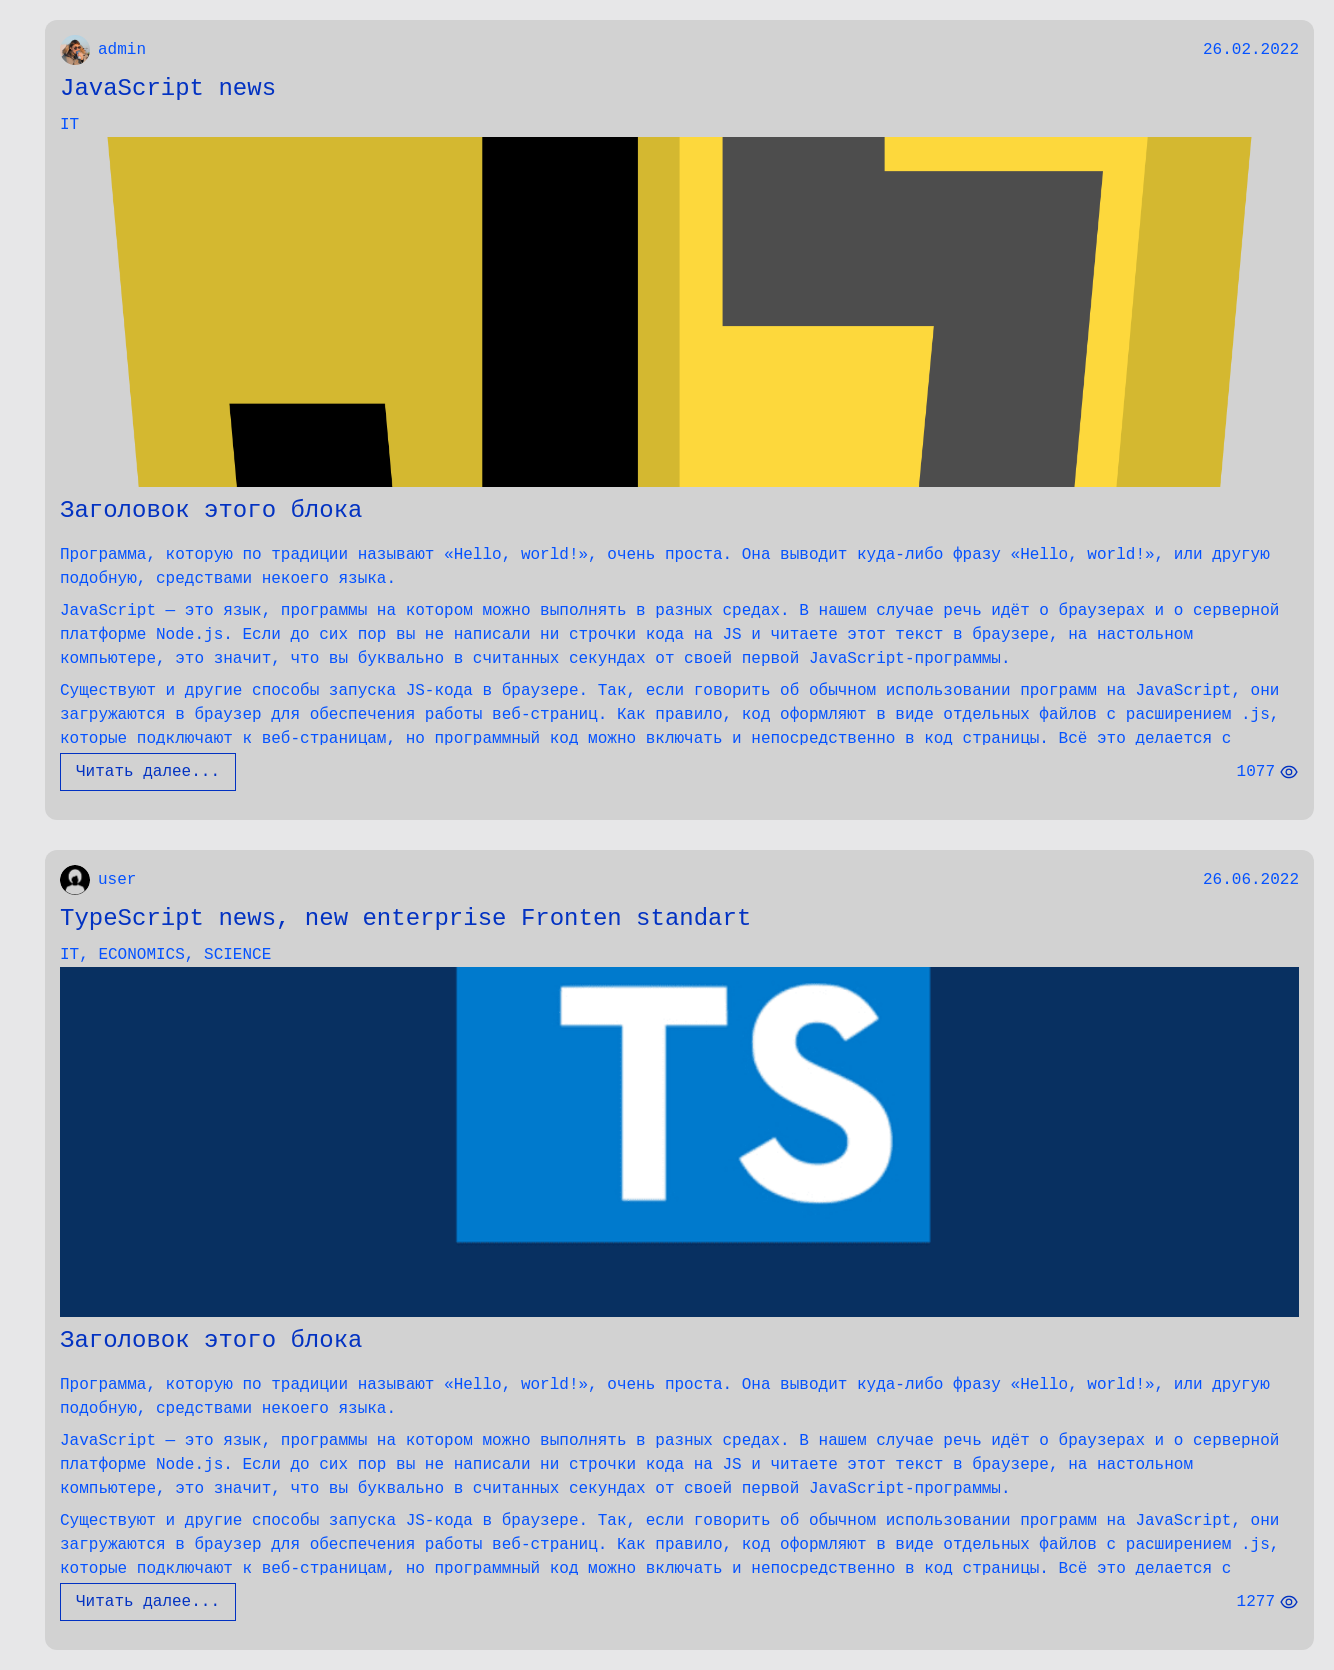 admin 26.02.2022
JavaScript news
IT
Заголовок этого блока
Программа, которую по традиции называют «Hello, world!», очень проста. Она выводит куда-либо фразу «Hello, world!», или другую
подобную, средствами некоего языка.
JavaScript — это язык, программы на котором можно выполнять в разных средах. В нашем случае речь идёт о браузерах и о серверной
платформе Node.js. Если до сих пор вы не написали ни строчки кода на JS и читаете этот текст в браузере, на настольном
компьютере, это значит, что вы буквально в считанных секундах от своей первой JavaScript-программы.
Существуют и другие способы запуска JS-кода в браузере. Так, если говорить об обычном использовании программ на JavaScript, они
загружаются в браузер для обеспечения работы веб-страниц. Как правило, код оформляют в виде отдельных файлов с расширением .js,
которые подключают к веб-страницам, но программный код можно включать и непосредственно в код страницы. Всё это делается с
Читать далее... 1077
user 26.06.2022
TypeScript news, new enterprise Fronten standart
IT, ECONOMICS, SCIENCE
TS
Заголовок этого блока
Программа, которую по традиции называют «Hello, world!», очень проста. Она выводит куда-либо фразу «Hello, world!», или другую
подобную, средствами некоего языка.
JavaScript — это язык, программы на котором можно выполнять в разных средах. В нашем случае речь идёт о браузерах и о серверной
платформе Node.js. Если до сих пор вы не написали ни строчки кода на JS и читаете этот текст в браузере, на настольном
компьютере, это значит, что вы буквально в считанных секундах от своей первой JavaScript-программы.
Существуют и другие способы запуска JS-кода в браузере. Так, если говорить об обычном использовании программ на JavaScript, они
загружаются в браузер для обеспечения работы веб-страниц. Как правило, код оформляют в виде отдельных файлов с расширением .js,
которые подключают к веб-страницам, но программный код можно включать и непосредственно в код страницы. Всё это делается с
Читать далее... 1277